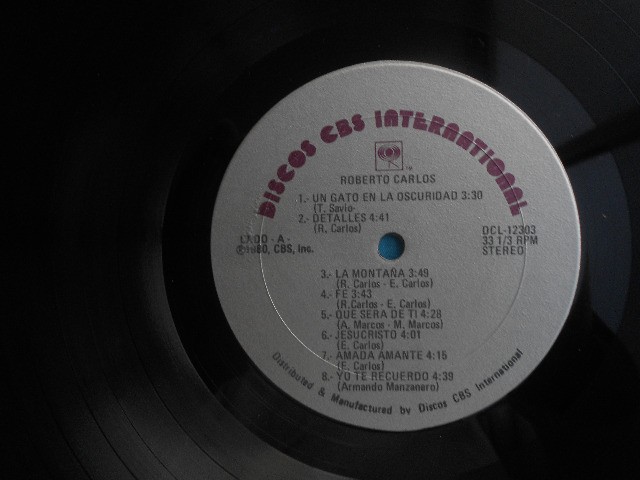 DISCOS CBS INTERNATIONAL
TM
ROBERTO CARLOS
1.- UN GATO EN LA OSCURIDAD 3:30
(T. Savio-
2.- DETALLES 4:41
(R. Carlos)
- A -
℗1980, CBS, Inc.
DCL-12303
33 1/3 RPM
STEREO
3.- LA MONTAÑA 3:49
(R. Carlos - E. Carlos)
4.- FE 3:43
(R,Carlos - E. Carlos)
5.- QUE SERA DE TI 4:28
(A. Marcos - M. Marcos)
6.- JESUCRISTO 4:01
(E. Carlos)
7.- AMADA AMANTE 4:15
(E. Carlos)
8.- YO TE RECUERDO 4:39
(Armando Manzanero)
Distributed & Manufactured by Discos CBS International